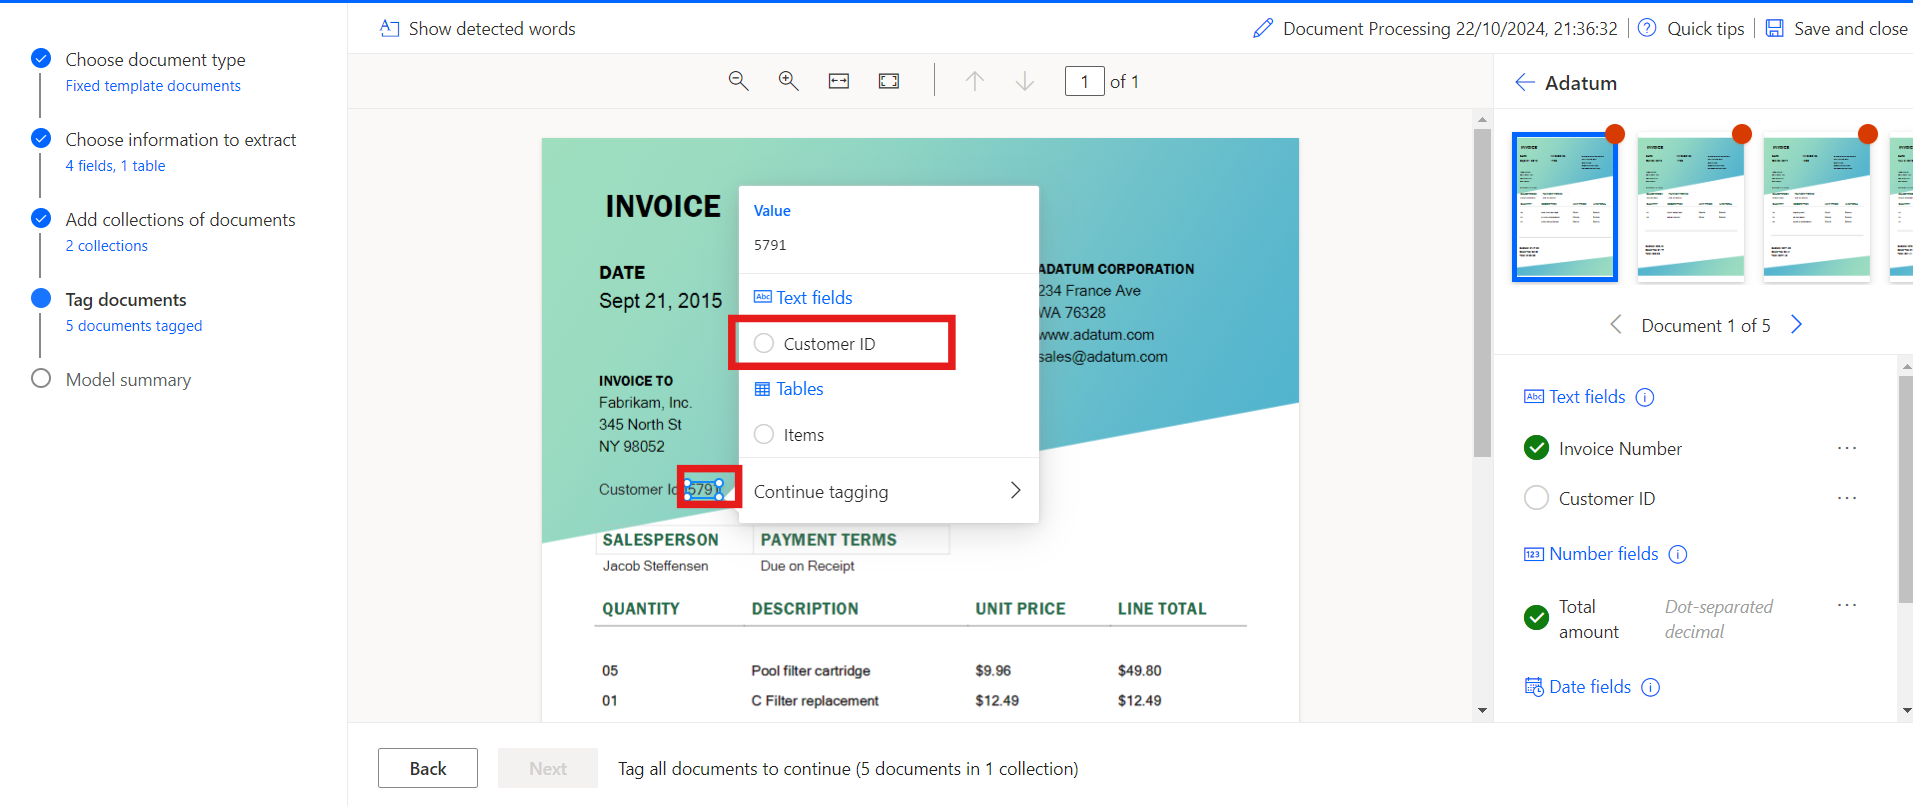 Show detected words
Document Processing 22/10/2024, 21:36:32
Quick tips
Save and close
Choose document type
Fixed template documents
Choose information to extract
4 fields, 1 table
Add collections of documents
2 collections
Tag documents
5 documents tagged
Model summary
1 of 1
INVOICE
DATE
Sept 21, 2015
INVOICE TO
Fabrikam, Inc.
345 North St
NY 98052
Customer Id 5791
Value
5791
Abc Text fields
Customer ID
Tables
Items
Continue tagging
ADATUM CORPORATION
234 France Ave
WA 76328
www.adatum.com
sales@adatum.com
SALESPERSON PAYMENT TERMS
Jacob Steffensen Due on Receipt
QUANTITY DESCRIPTION UNIT PRICE LINE TOTAL
05 Pool filter cartridge $9.96 $49.80
01 C Filter replacement $12.49 $12.49
Adatum
INVOICE
INVOICE
INVOICE
Document 1 of 5
Abc Text fields
Invoice Number
Customer ID
123 Number fields
Total amount
Dot-separated decimal
Date fields
Back
Next
Tag all documents to continue (5 documents in 1 collection)